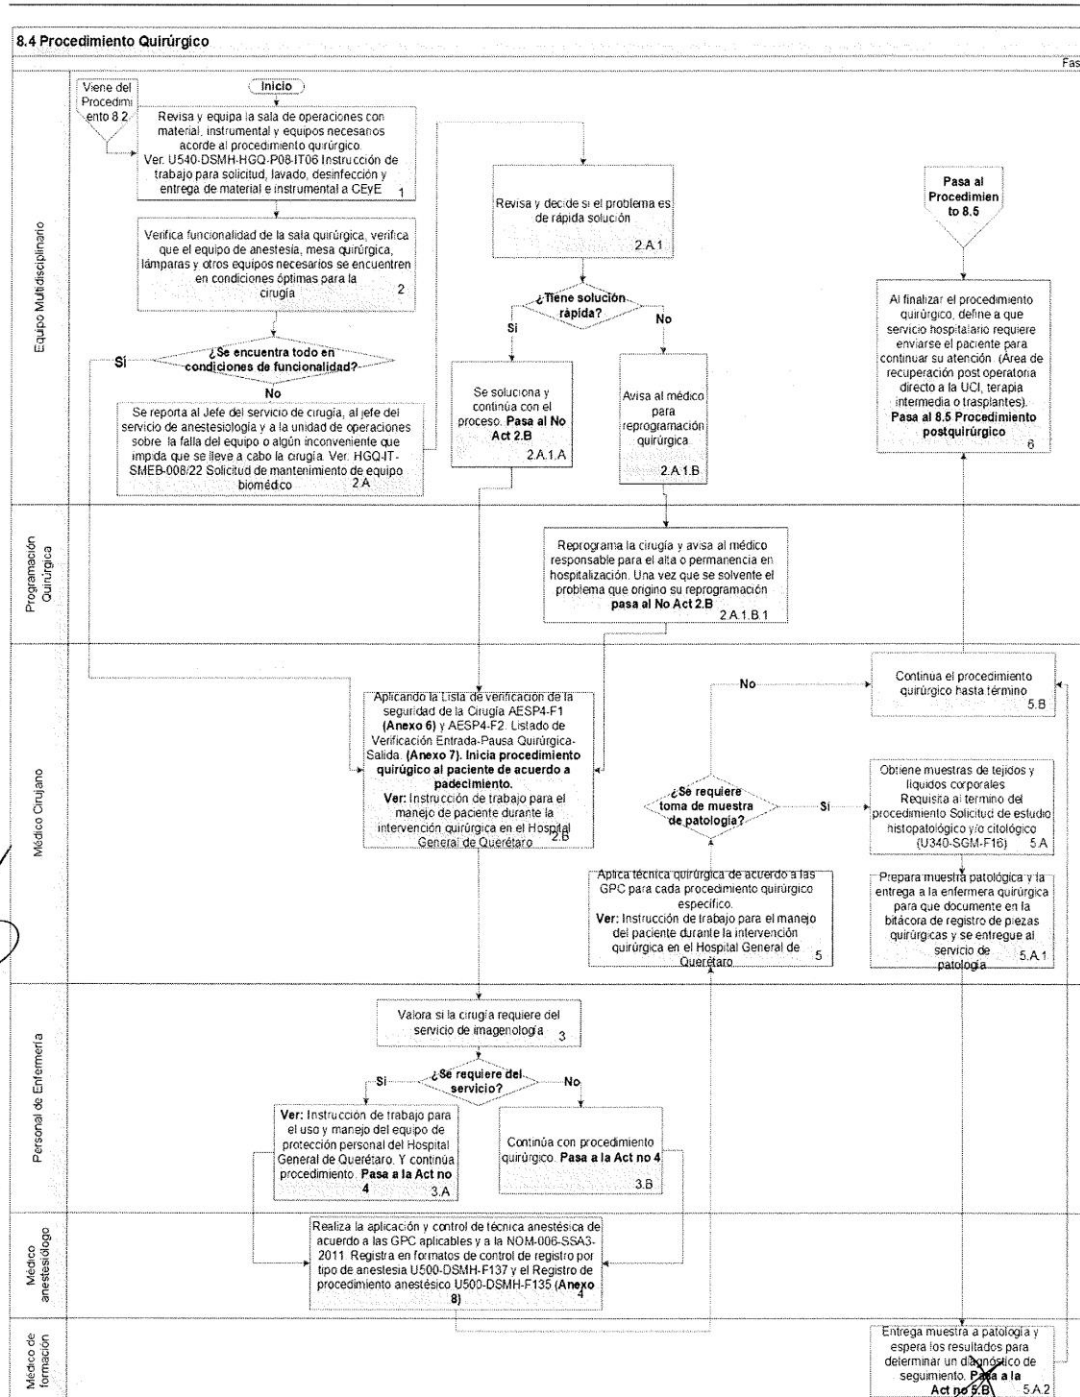 8.4 Procedimiento Quirúrgico
Fas
Equipo Multidisciplinario
Viene del
Procedimi
ento 8.2
Inicio
Revisa y equipa la sala de operaciones con
material, instrumental y equipos necesarios
acorde al procedimiento quirúrgico.
Ver. U540-DSMH-HGQ-P08-IT06 Instrucción de
trabajo para solicitud, lavado, desinfección y
entrega de material e instrumental a CEyE
1
Verifica funcionalidad de la sala quirúrgica, verifica
que el equipo de anestesia, mesa quirúrgica,
lámparas y otros equipos necesarios se encuentren
en condiciones óptimas para la
cirugía
2
¿Se encuentra todo en
condiciones de funcionalidad?
Sí
No
Se reporta al Jefe del servicio de cirugía, al jefe del
servicio de anestesiología y a la unidad de operaciones
sobre la falla del equipo o algún inconveniente que
impida que se lleve a cabo la cirugía. Ver. HGQ-IT-
SMEB-008/22 Solicitud de mantenimiento de equipo
biomédico
2.A
Revisa y decide si el problema es
de rápida solución
2.A.1
¿Tiene solución
rápida?
Si
No
Se soluciona y
continúa con el
proceso. Pasa al No
Act 2.B
2.A.1.A
Avisa al médico
para
reprogramación
quirúrgica
2.A.1.B
Pasa al
Procedimien
to 8.5
Al finalizar el procedimiento
quirúrgico, define a que
servicio hospitalario requiere
enviarse el paciente para
continuar su atención. (Área de
recuperación post operatoria
directo a la UCI, terapia
intermedia o trasplantes).
Pasa al 8.5 Procedimiento
postquirúrgico
6
Programación
Quirúrgica
Reprograma la cirugía y avisa al médico
responsable para el alta o permanencia en
hospitalización. Una vez que se solvente el
problema que origino su reprogramación
pasa al No Act 2.B
2.A.1.B.1
Médico Cirujano
Aplicando la Lista de verificación de la
seguridad de la Cirugía AESP4-F1
(Anexo 6) y AESP4-F2. Listado de
Verificación Entrada-Pausa Quirúrgica-
Salida. (Anexo 7). Inicia procedimiento
quirúgico al paciente de acuerdo a
padecimiento.
Ver: Instrucción de trabajo para el
manejo de paciente durante la
intervención quirúrgica en el Hospital
General de Querétaro
2.B
No
Continúa el procedimiento
quirúrgico hasta término
5.B
¿Se requiere
toma de muestra
de patología?
Sí
Obtiene muestras de tejidos y
líquidos corporales
Requisita al termino del
procedimiento Solicitud de estudio
histopatológico y/o citológico
(U340-SGM-F16)
5.A
Aplica técnica quirúrgica de acuerdo a las
GPC para cada procedimiento quirúrgico
específico.
Ver: Instrucción de trabajo para el manejo
del paciente durante la intervención
quirúrgica en el Hospital General de
Querétaro
5
Prepara muestra patológica y la
entrega a la enfermera quirúrgica
para que documente en la
bitácora de registro de piezas
quirúrgicas y se entregue al
servicio de
patología
5.A.1
Personal de Enfermería
Valora si la cirugía requiere del
servicio de imagenología
3
¿Se requiere del
servicio?
Si
No
Ver: Instrucción de trabajo para
el uso y manejo del equipo de
protección personal del Hospital
General de Querétaro. Y continúa
procedimiento. Pasa a la Act no
4
3.A
Continúa con procedimiento
quirúrgico. Pasa a la Act no 4
3.B
Médico
anestesiólogo
Realiza la aplicación y control de técnica anestésica de
acuerdo a las GPC aplicables y a la NOM-006-SSA3-
2011. Registra en formatos de control de registro por
tipo de anestesia U500-DSMH-F137 y el Registro de
procedimiento anestésico U500-DSMH-F135 (Anexo
8)
4
Médico de
formación
Entrega muestra a patología y
espera los resultados para
determinar un diagnóstico de
seguimiento. Pasa a la
Act no 5.B
5.A.2